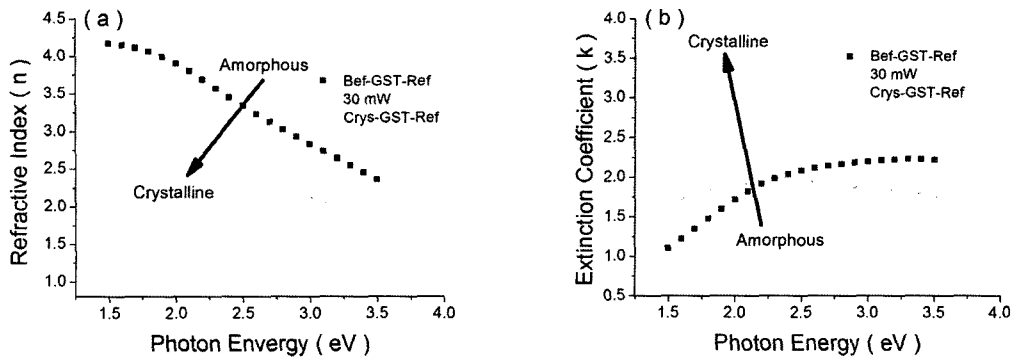 ( a )
4.5
4.0
3.5
3.0
2.5
2.0
1.5
1.0
Refractive Index ( n )
Amorphous
Crystalline
Bef-GST-Ref
30 mW
Crys-GST-Ref
1.0 1.5 2.0 2.5 3.0 3.5 4.0
Photon Envergy ( eV )
( b )
4.0
3.5
3.0
2.5
2.0
1.5
1.0
0.5
Extinction Coefficient ( k )
Crystalline
Amorphous
Bef-GST-Ref
30 mW
Crys-GST-Ref
1.5 2.0 2.5 3.0 3.5 4.0
Photon Energy ( eV )